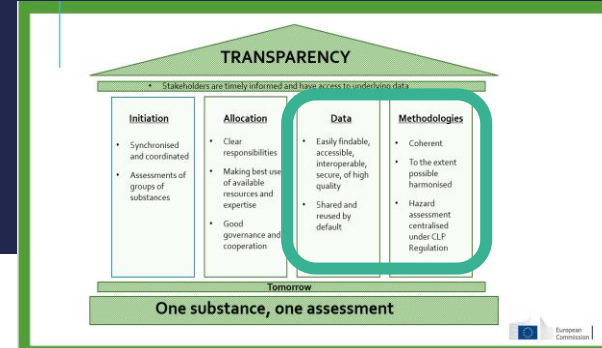 TRANSPARENCY
• Stakeholders are timely informed and have access to underlying data
Initiation
• Synchronised
and coordinated
• Assessments of
groups of
substances
Allocation
• Clear
responsibilities
• Making best use
of available
resources and
expertise
• Good
governance and
cooperation
Data
• Easily findable,
accessible,
interoperable,
secure, of high
quality
• Shared and
reused by
default
Methodologies
• Coherent
• To the extent
possible
harmonised
• Hazard
assessment
centralised
under CLP
Regulation
Tomorrow
One substance, one assessment
European
Commission